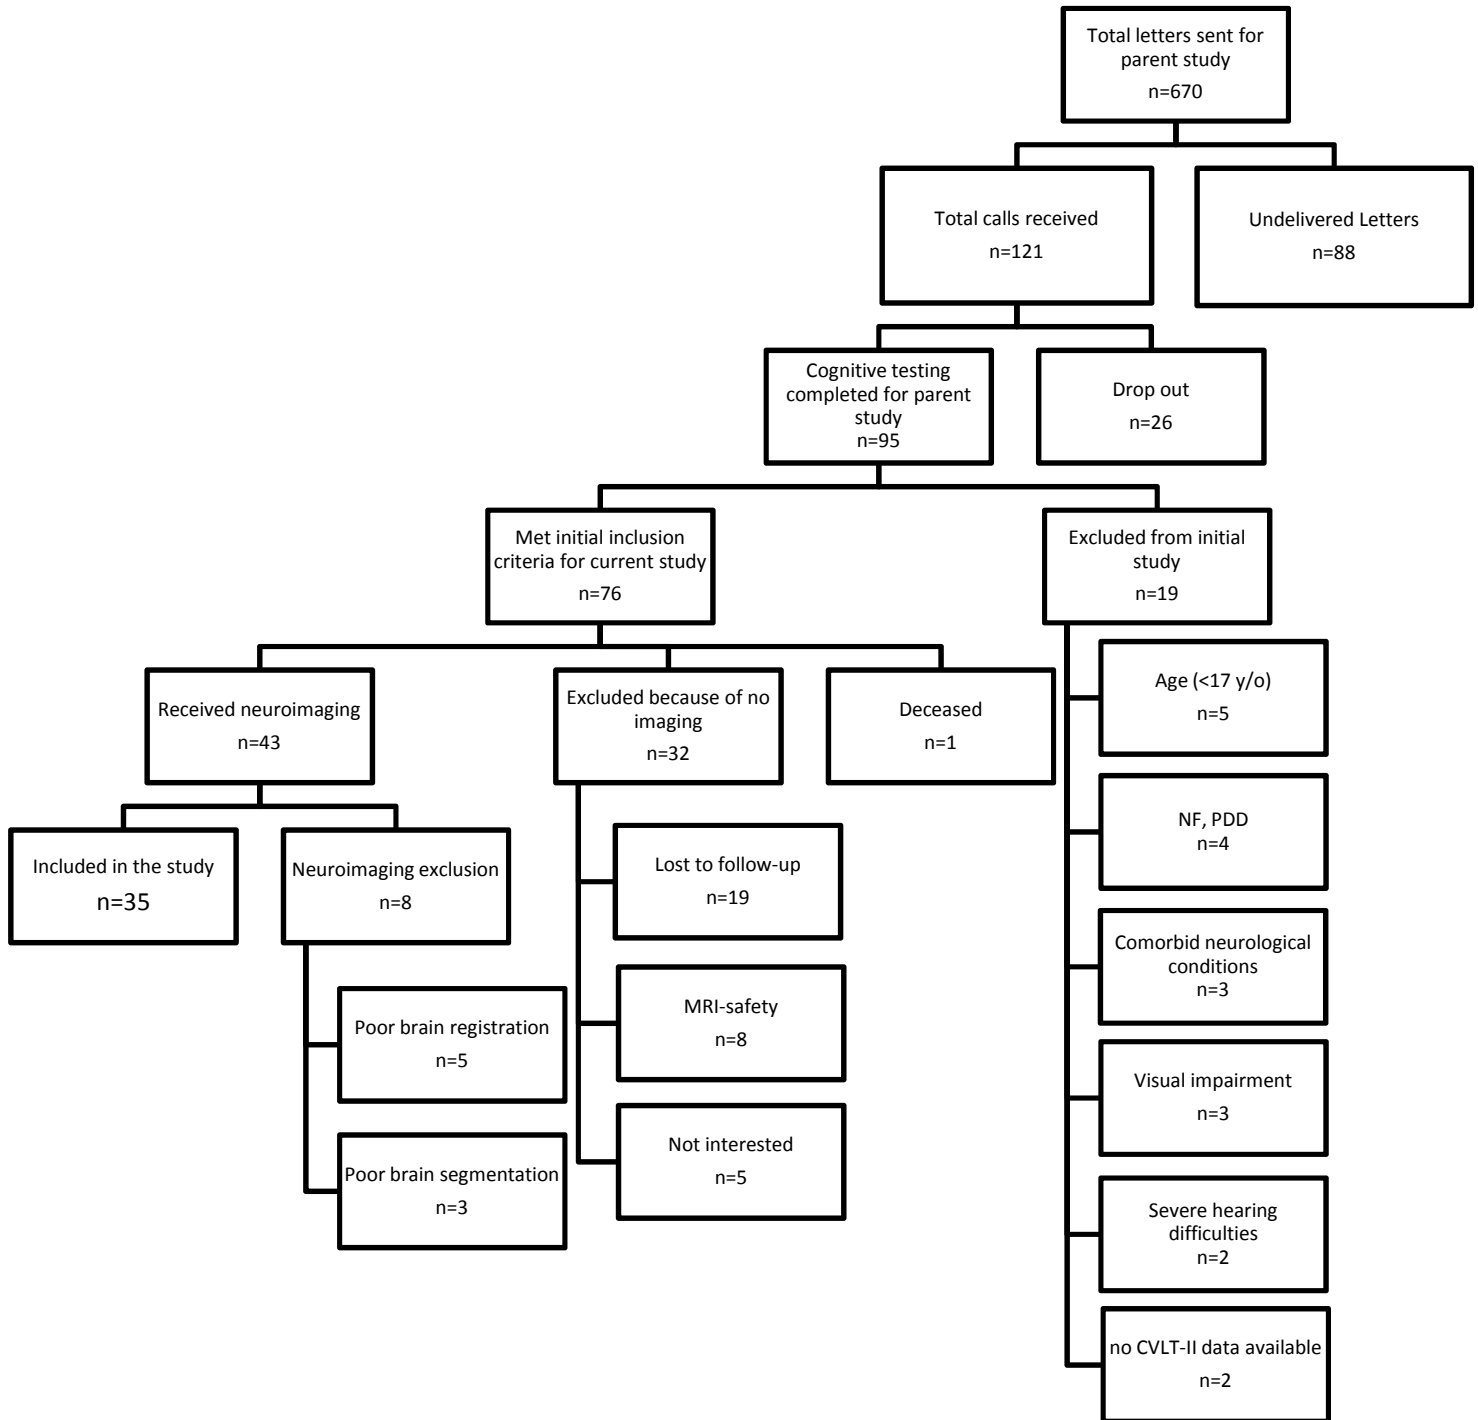 Total letters sent for
parent study
n=670
Total calls received
n=121
Undelivered Letters
n=88
Cognitive testing
completed for parent
study
n=95
Drop out
n=26
Met initial inclusion
criteria for current study
n=76
Excluded from initial
study
n=19
Received neuroimaging
n=43
Excluded because of no
imaging
n=32
Deceased
n=1
Age (<17 y/o)
n=5
NF, PDD
n=4
Comorbid neurological
conditions
n=3
Visual impairment
n=3
Severe hearing
difficulties
n=2
no CVLT-II data available
n=2
Included in the study
n=35
Neuroimaging exclusion
n=8
Lost to follow-up
n=19
MRI-safety
n=8
Not interested
n=5
Poor brain registration
n=5
Poor brain segmentation
n=3